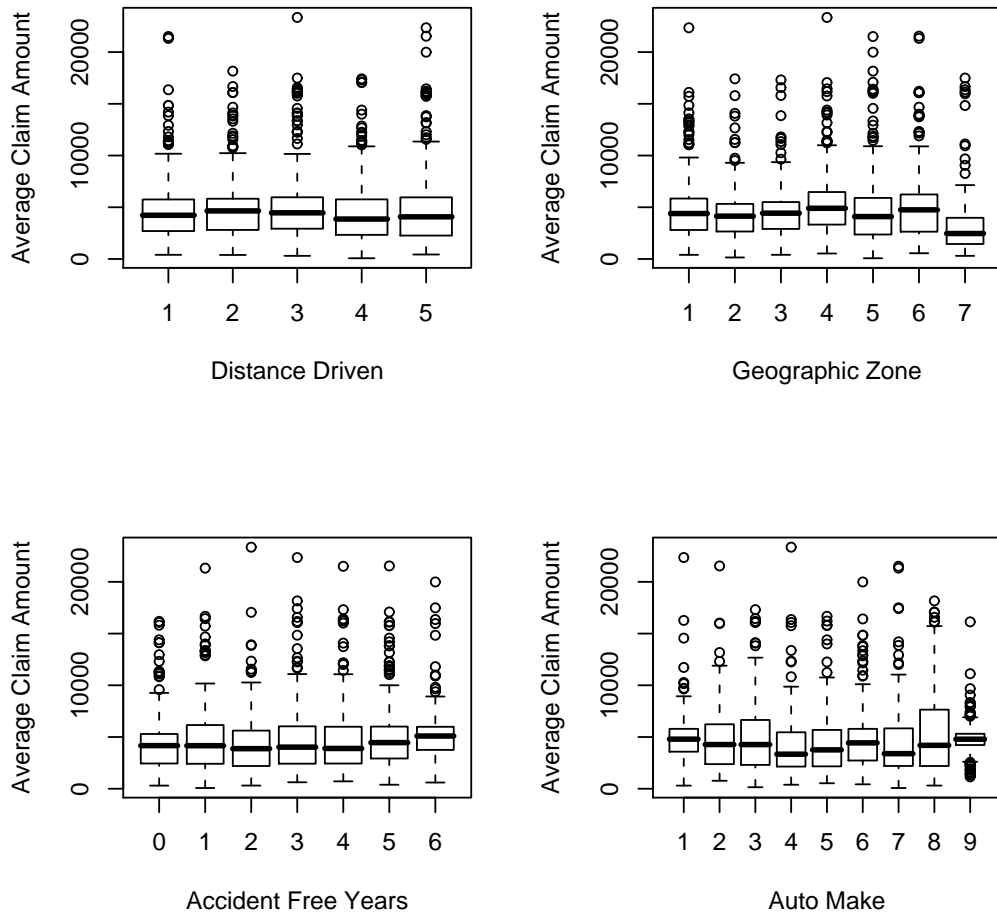 Average Claim Amount
20000
10000
0
1 2 3 4 5
Distance Driven
Average Claim Amount
20000
10000
0
1 2 3 4 5 6 7
Geographic Zone
Average Claim Amount
20000
10000
0
0 1 2 3 4 5 6
Accident Free Years
Average Claim Amount
20000
10000
0
1 2 3 4 5 6 7 8 9
Auto Make